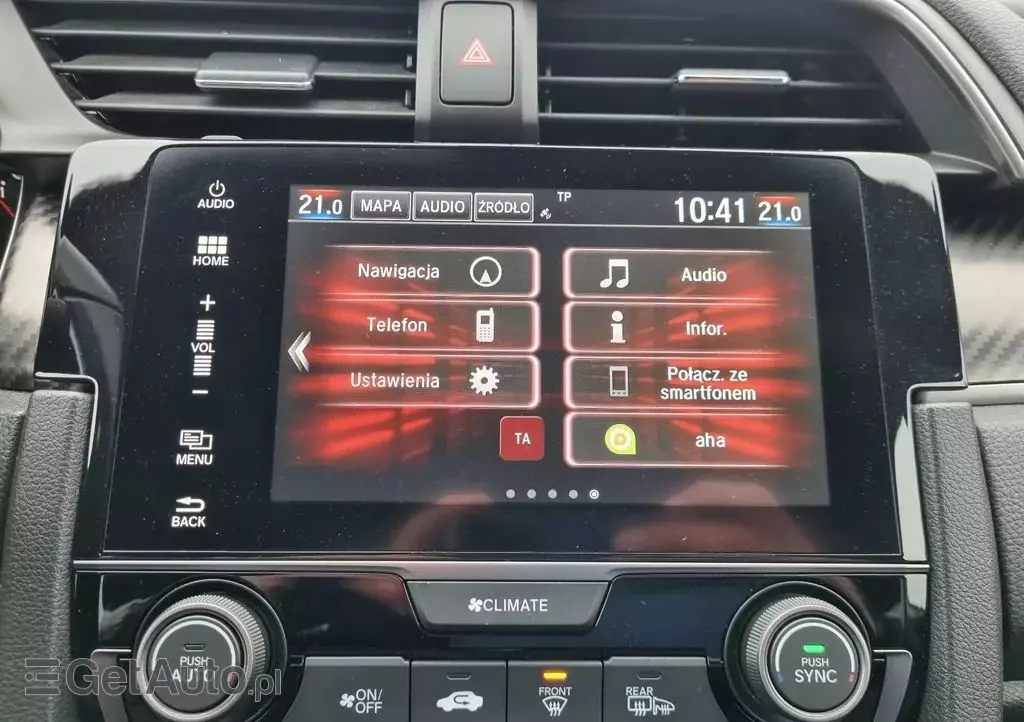 AUDIO
HOME
+
VOL
−
MENU
BACK
21.0 MAPA AUDIO ŹRÓDŁO TP 10:41 21.0
Nawigacja
Audio
Telefon
Infor.
Ustawienia
Połącz. ze
smartfonem
TA
aha
CLIMATE
PUSH
AUTO
ON/
OFF
FRONT
REAR
PUSH
SYNC
GetAuto.pl